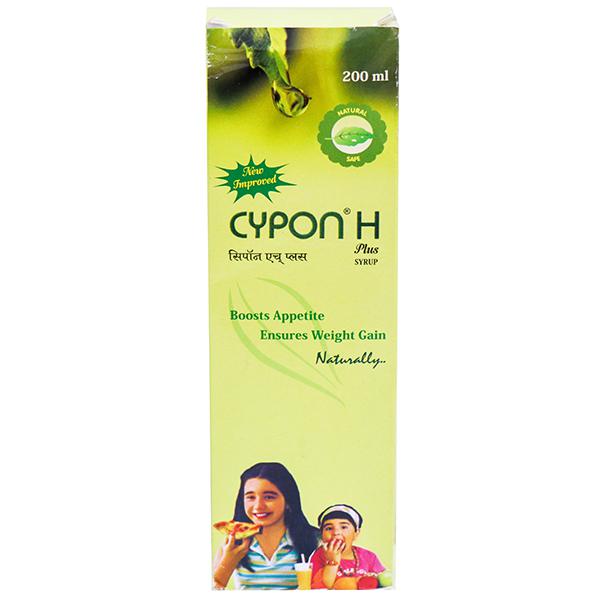 200 ml
NATURAL
SAFE
New
Improved
CYPON® H
Plus
सिपॉन एच् प्लस
SYRUP
Boosts Appetite
Ensures Weight Gain
Naturally..